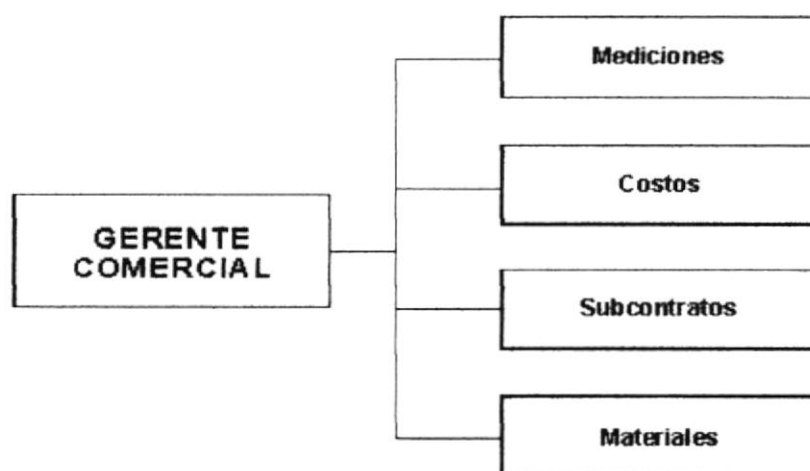 GERENTE
COMERCIAL
Mediciones
Costos
Subcontratos
Materiales